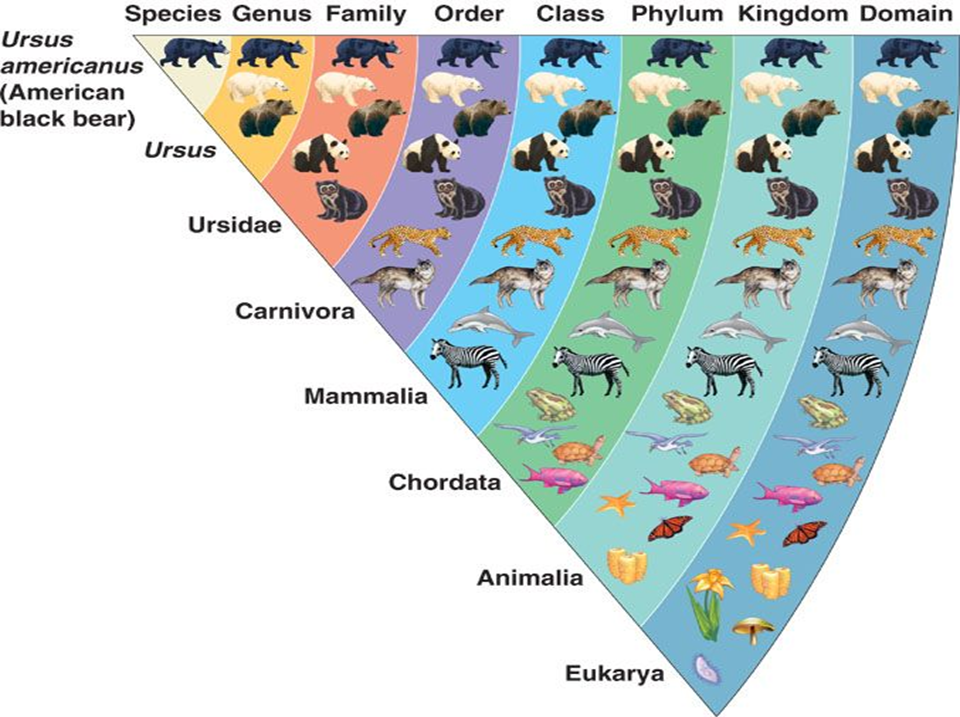 Species Genus Family Order Class Phylum Kingdom Domain
Ursus
americanus
(American
black bear)
Ursus
Ursidae
Carnivora
Mammalia
Chordata
Animalia
Eukarya